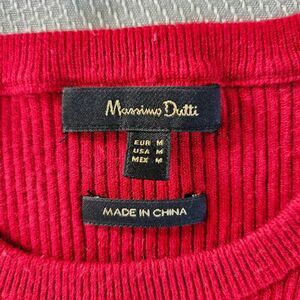 Massimo Dutti
EUR M
USA M
MEX M
MADE IN CHINA